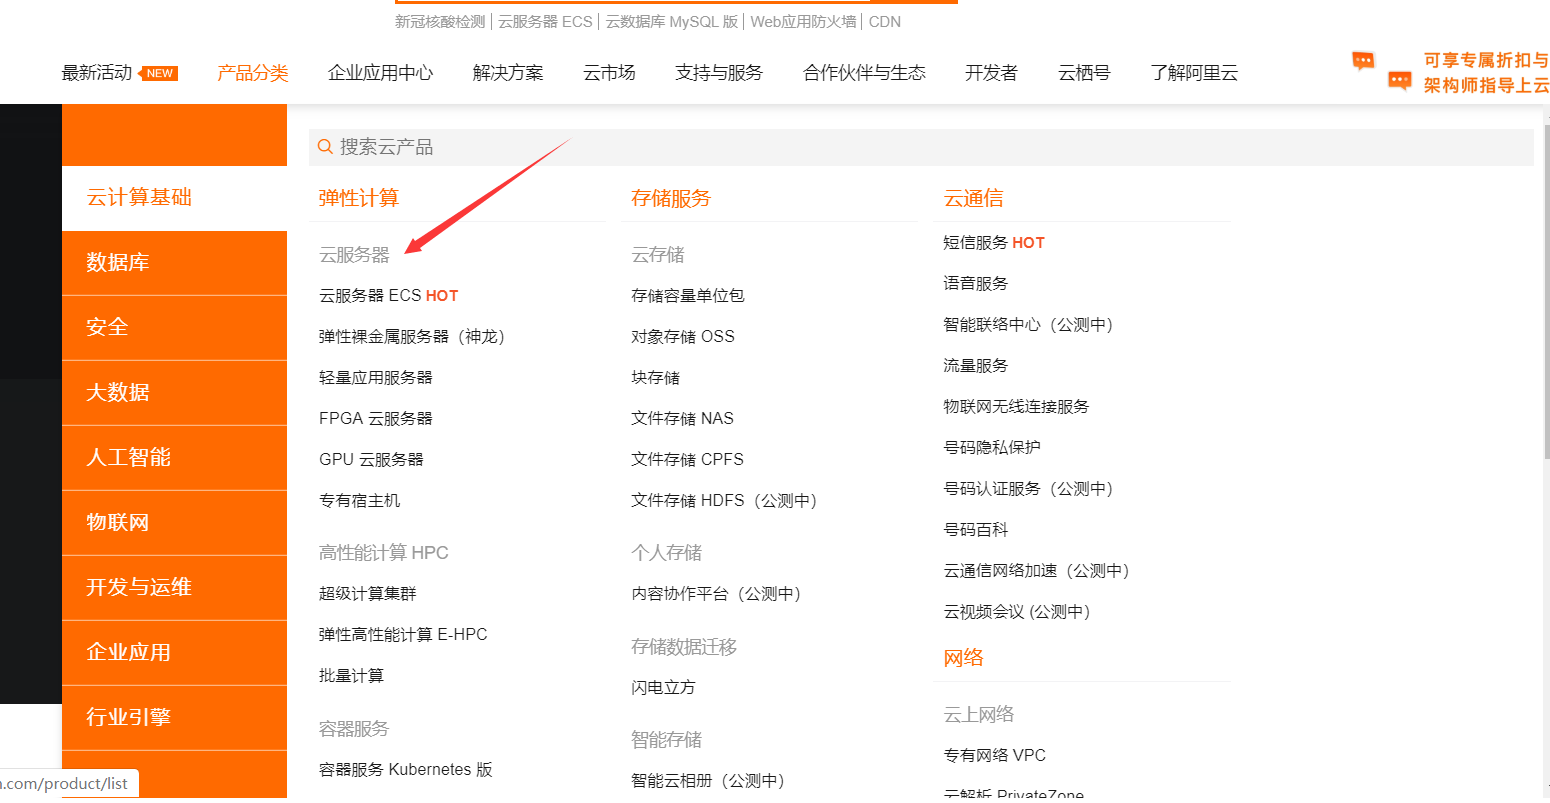 新冠核酸检测 | 云服务器 ECS | 云数据库 MySQL 版 | Web应用防火墙 | CDN
最新活动 NEW 产品分类 企业应用中心 解决方案 云市场 支持与服务 合作伙伴与生态 开发者 云栖号 了解阿里云
可享专属折扣与
架构师指导上云
搜索云产品
云计算基础
数据库
安全
大数据
人工智能
物联网
开发与运维
企业应用
行业引擎
弹性计算
云服务器
云服务器 ECS HOT
弹性裸金属服务器（神龙）
轻量应用服务器
FPGA 云服务器
GPU 云服务器
专有宿主机
高性能计算 HPC
超级计算集群
弹性高性能计算 E-HPC
批量计算
容器服务
容器服务 Kubernetes 版
存储服务
云存储
存储容量单位包
对象存储 OSS
块存储
文件存储 NAS
文件存储 CPFS
文件存储 HDFS（公测中）
个人存储
内容协作平台（公测中）
存储数据迁移
闪电立方
智能存储
智能云相册（公测中）
云通信
短信服务 HOT
语音服务
智能联络中心（公测中）
流量服务
物联网无线连接服务
号码隐私保护
号码认证服务（公测中）
号码百科
云通信网络加速（公测中）
云视频会议 (公测中）
网络
云上网络
专有网络 VPC
云解析 PrivateZone
.com/product/list